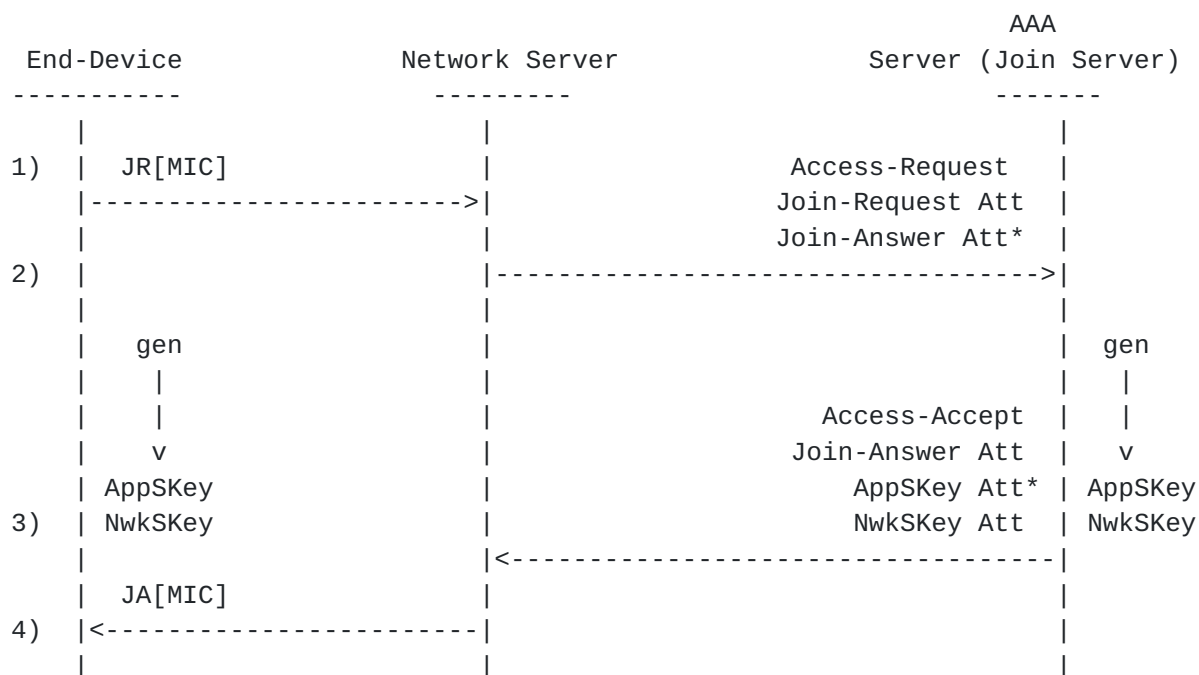 AAA
 End-Device              Network Server                Server (Join Server)
-----------                ---------                           -------
    |                         |                                    |
1)  |  JR[MIC]                |                   Access-Request   |
    |------------------------>|                  Join-Request Att  |
    |                         |                  Join-Answer Att*  |
2)  |                         |----------------------------------->|
    |                         |                                    |
    |   gen                   |                                    |  gen
    |    |                    |                                    |   |
    |    |                    |                     Access-Accept  |   |
    |    v                    |                   Join-Answer Att  |   v
    | AppSKey                 |                       AppSKey Att* | AppSKey
3)  | NwkSKey                 |                       NwkSKey Att  | NwkSKey
    |                         |<-----------------------------------|
    |  JA[MIC]                |                                    |
4)  |<------------------------|                                    |
    |                         |                                    |